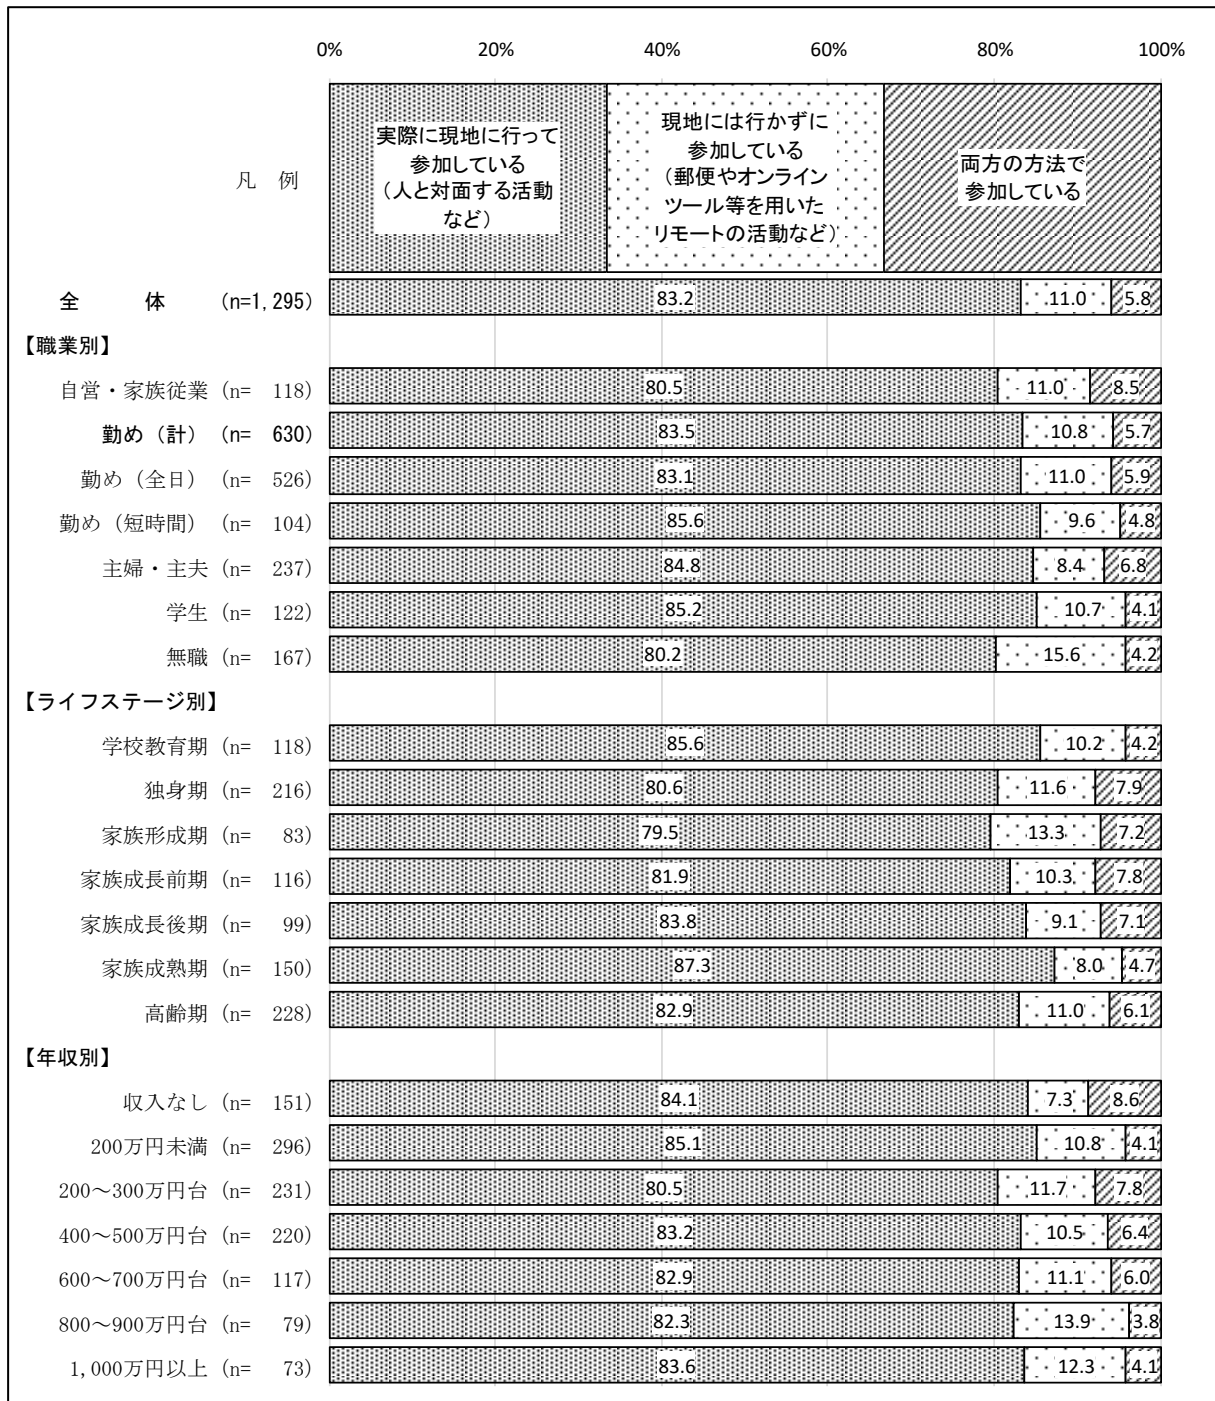 0% 20% 40% 60% 80% 100%
凡 例
実際に現地に行って
参加している
（人と対面する活動
など）
現地には行かずに
参加している
（郵便やオンライン
ツール等を用いた
リモートの活動など）
両方の方法で
参加している
全 体 (n=1,295) 83.2 11.0 5.8
【職業別】
自営・家族従業 (n= 118) 80.5 11.0 8.5
勤め（計） (n= 630) 83.5 10.8 5.7
勤め（全日） (n= 526) 83.1 11.0 5.9
勤め（短時間） (n= 104) 85.6 9.6 4.8
主婦・主夫 (n= 237) 84.8 8.4 6.8
学生 (n= 122) 85.2 10.7 4.1
無職 (n= 167) 80.2 15.6 4.2
【ライフステージ別】
学校教育期 (n= 118) 85.6 10.2 4.2
独身期 (n= 216) 80.6 11.6 7.9
家族形成期 (n= 83) 79.5 13.3 7.2
家族成長前期 (n= 116) 81.9 10.3 7.8
家族成長後期 (n= 99) 83.8 9.1 7.1
家族成熟期 (n= 150) 87.3 8.0 4.7
高齢期 (n= 228) 82.9 11.0 6.1
【年収別】
収入なし (n= 151) 84.1 7.3 8.6
200万円未満 (n= 296) 85.1 10.8 4.1
200～300万円台 (n= 231) 80.5 11.7 7.8
400～500万円台 (n= 220) 83.2 10.5 6.4
600～700万円台 (n= 117) 82.9 11.1 6.0
800～900万円台 (n= 79) 82.3 13.9 3.8
1,000万円以上 (n= 73) 83.6 12.3 4.1